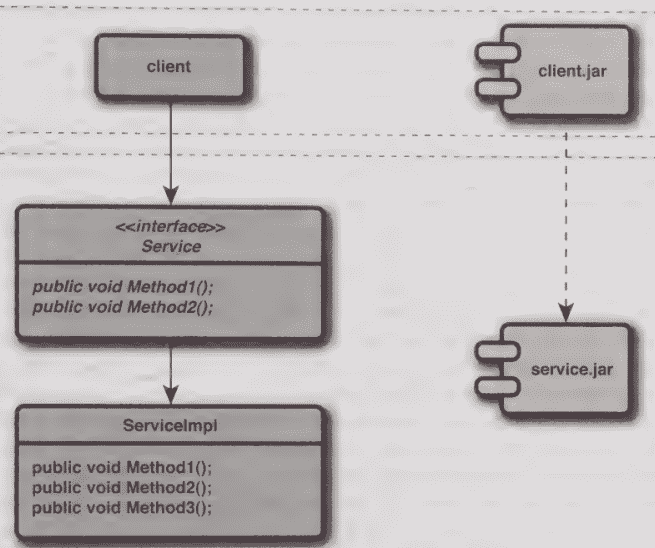 client
client.jar
<<interface>>
Service
public void Method1();
public void Method2();
service.jar
ServiceImpl
public void Method1();
public void Method2();
public void Method3();